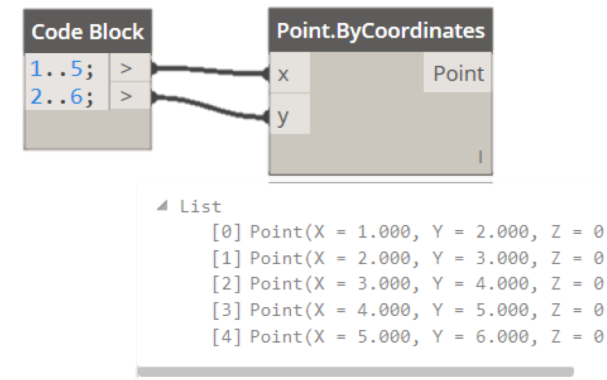 Code Block
1..5; >
2..6; >
Point.ByCoordinates
x Point
y
l
List
[0] Point(X = 1.000, Y = 2.000, Z = 0
[1] Point(X = 2.000, Y = 3.000, Z = 0
[2] Point(X = 3.000, Y = 4.000, Z = 0
[3] Point(X = 4.000, Y = 5.000, Z = 0
[4] Point(X = 5.000, Y = 6.000, Z = 0